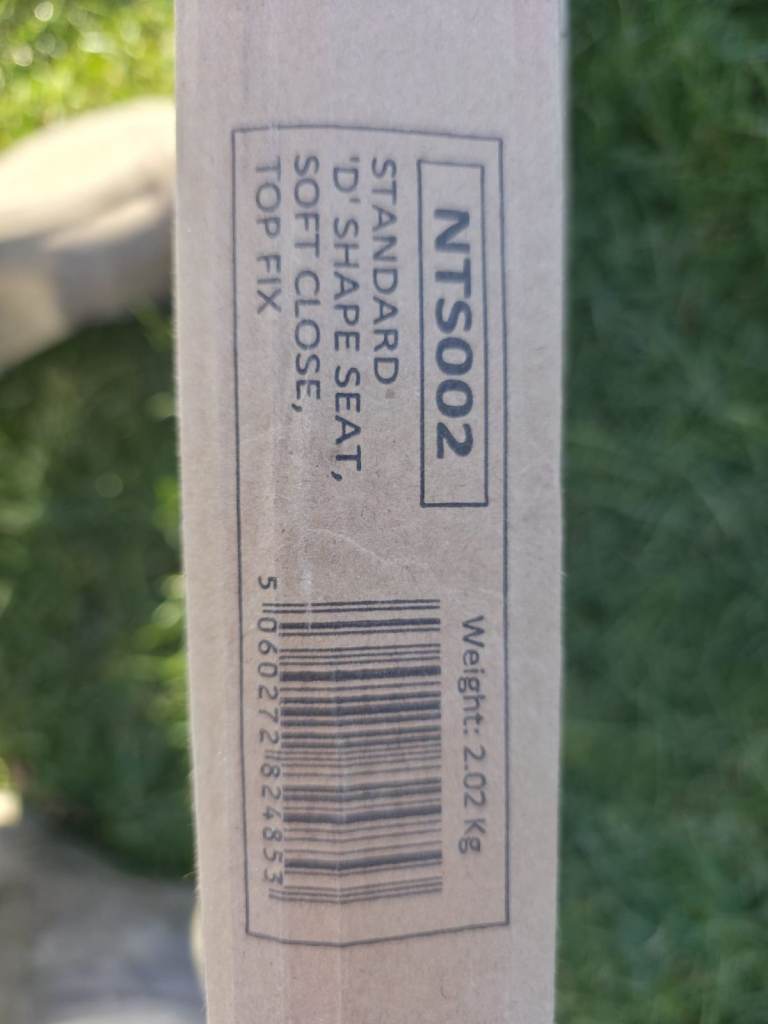 NTS002
STANDARD
'D' SHAPE SEAT,
SOFT CLOSE,
TOP FIX
Weight: 2.02 Kg
5 060272 824853